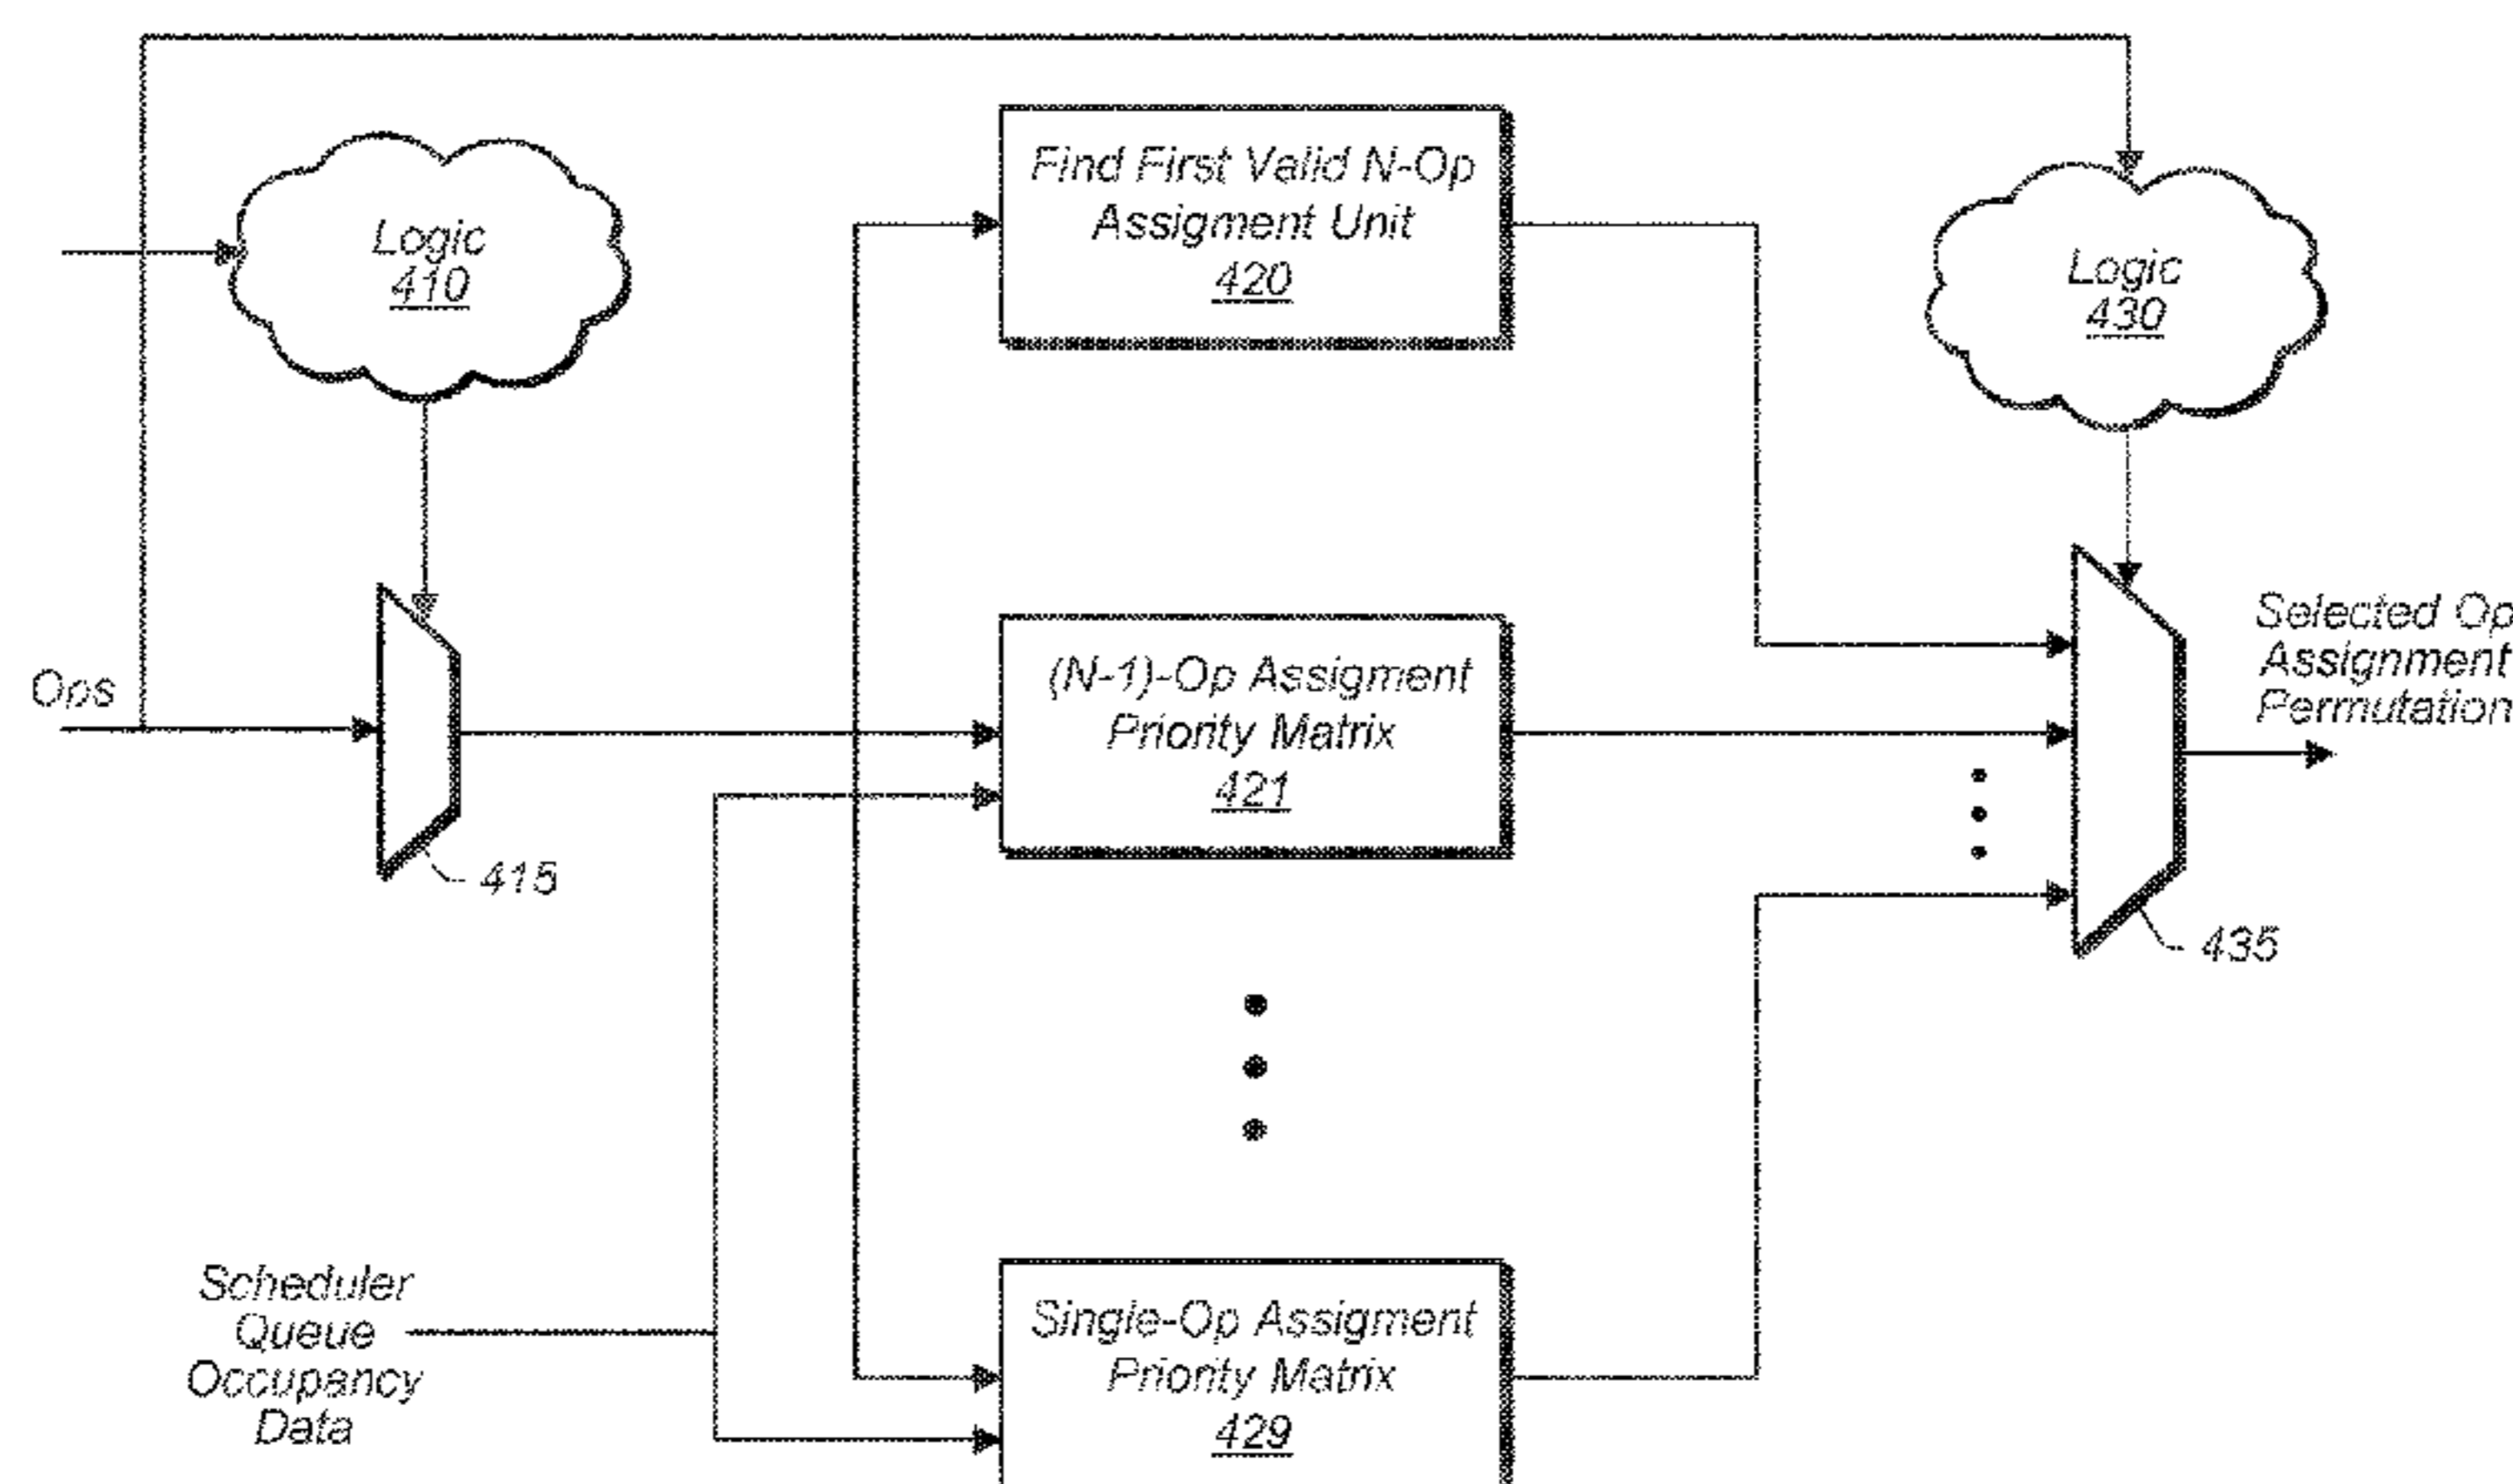 Logic
410
Ops
415
Scheduler
Queue
Occupancy
Data
Find First Valid N-Op
Assigment Unit
420
(N-1)-Op Assigment
Priority Matrix
421
Single-Op Assigment
Priority Matrix
429
Logic
430
435
Selected Op
Assignment
Permutation